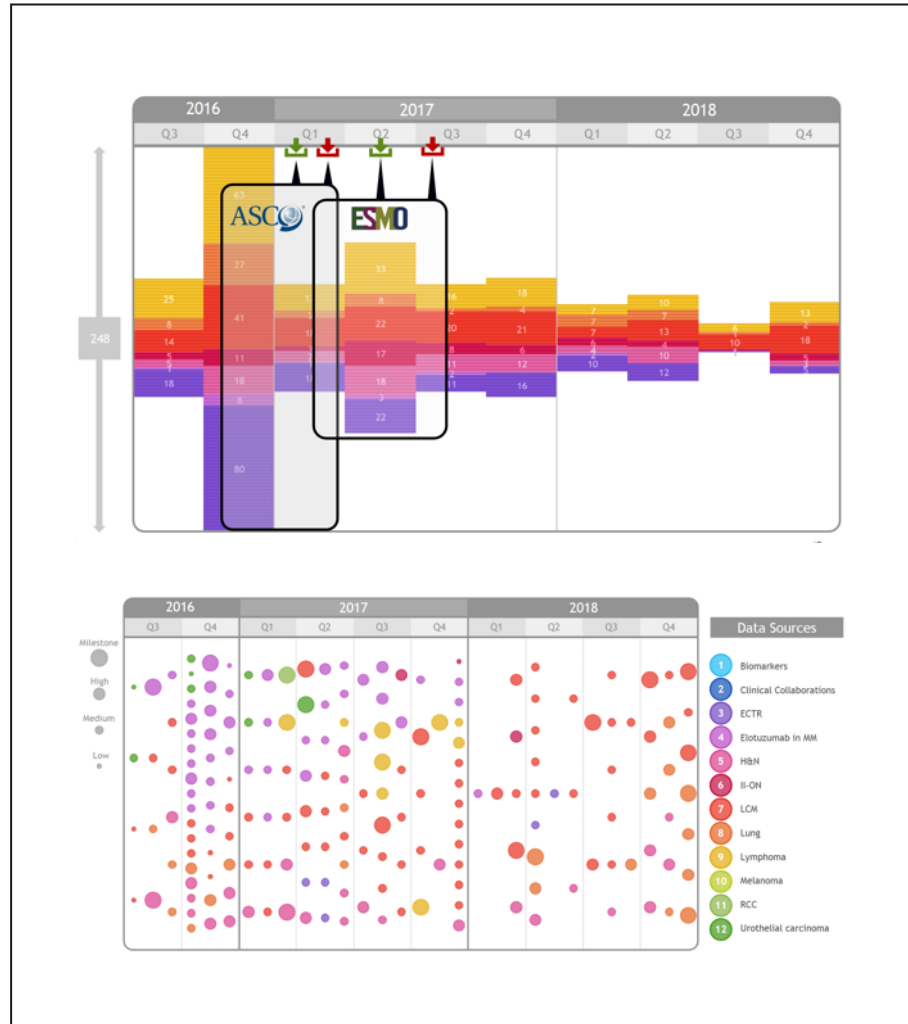 2016 2017 2018
Q3 Q4 Q1 Q2 Q3 Q4 Q1 Q2 Q3 Q4
63
ASCO ESMO
27 33
25 8 16 18 7 10 13
8 41 22 2 4 7 7 6 2
248
14 20 21 7 13 10 18
5 11 17 8 6 4 5
18 18 11 12 2 10
18 8 3 2 16 10 12
22 11
80
2016 2017 2018
Q3 Q4 Q1 Q2 Q3 Q4 Q1 Q2 Q3 Q4
Data Sources
Milestone
High
Medium
Low
1 Biomarkers
2 Clinical Collaborations
3 ECTR
4 Elotuzumab in MM
5 H&N
6 II-ON
7 LCM
8 Lung
9 Lymphoma
10 Melanoma
11 RCC
12 Urothelial carcinoma